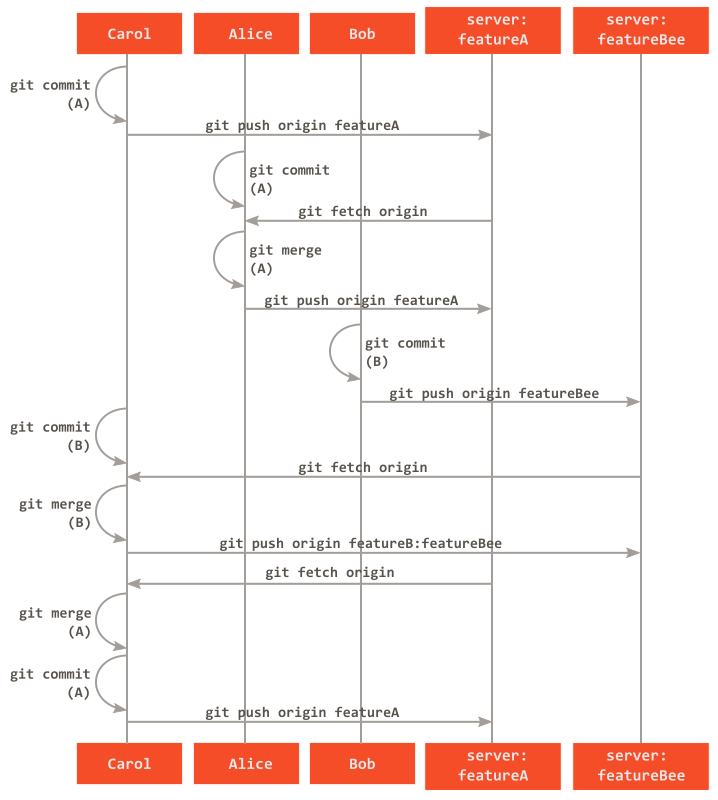 Carol
Alice
Bob
server:
featureA
server:
featureBee
git commit
(A)
git push origin featureA
git commit
(A)
git fetch origin
git merge
(A)
git push origin featureA
git commit
(B)
git push origin featureBee
git commit
(B)
git fetch origin
git merge
(B)
git push origin featureB:featureBee
git fetch origin
git merge
(A)
git commit
(A)
git push origin featureA
Carol
Alice
Bob
server:
featureA
server:
featureBee